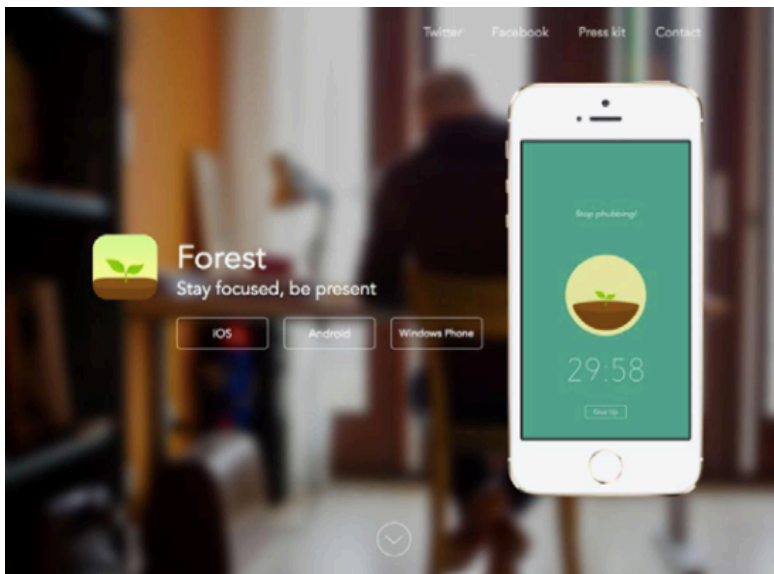 Twitter Facebook Press kit Contact
Stop phubbing!
Forest
Stay focused, be present
iOS Android Windows Phone
29:58
Give Up